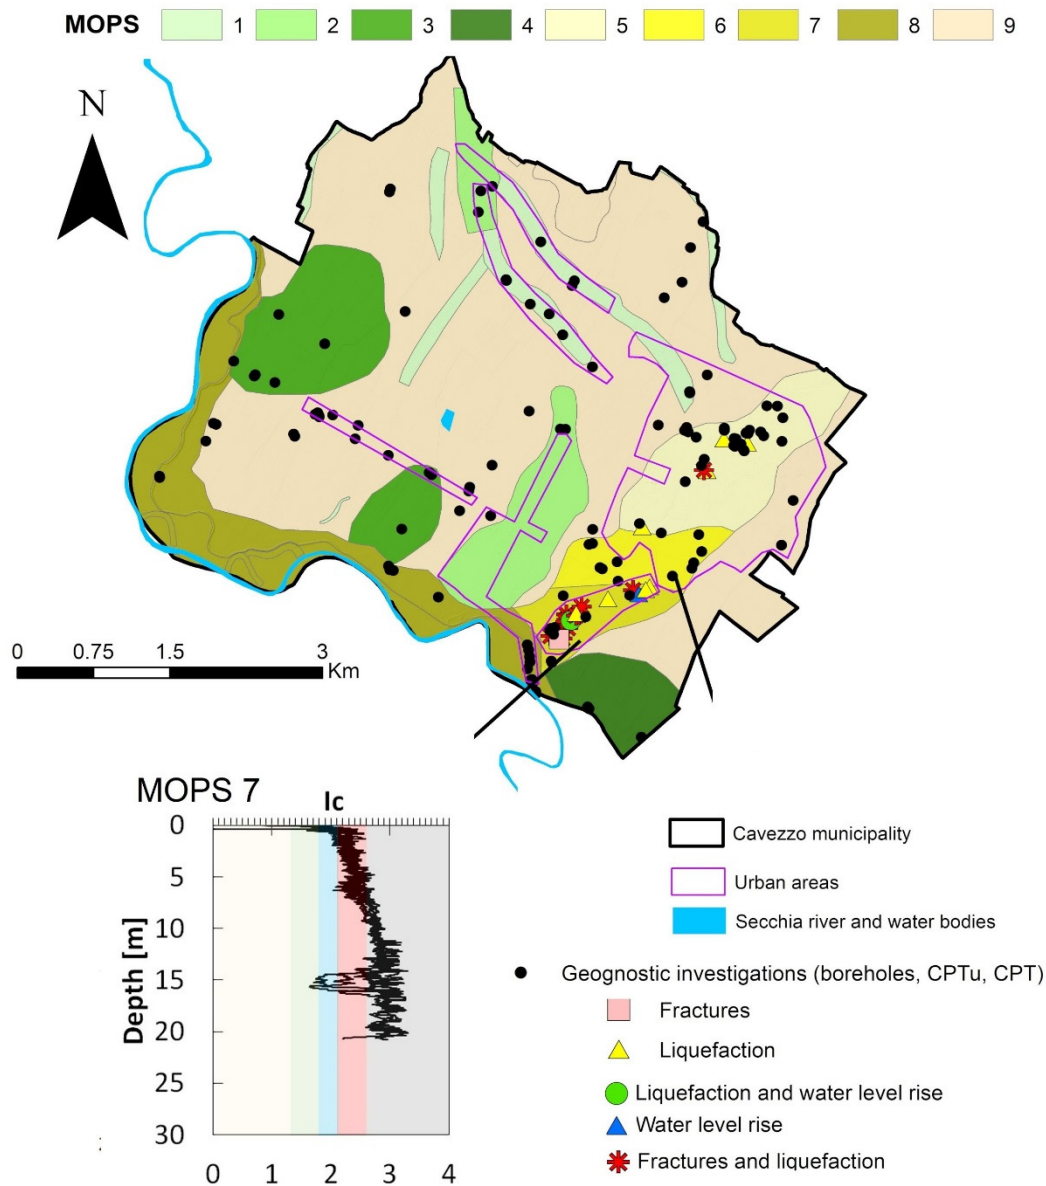 MOPS 1 2 3 4 5 6 7 8 9
N
0 0.75 1.5 3
Km
MOPS 7
Ic
0
5
10
15
20
25
30
Depth [m]
0 1 2 3 4
Cavezzo municipality
Urban areas
Secchia river and water bodies
Geognostic investigations (boreholes, CPTu, CPT)
Fractures
Liquefaction
Liquefaction and water level rise
Water level rise
Fractures and liquefaction